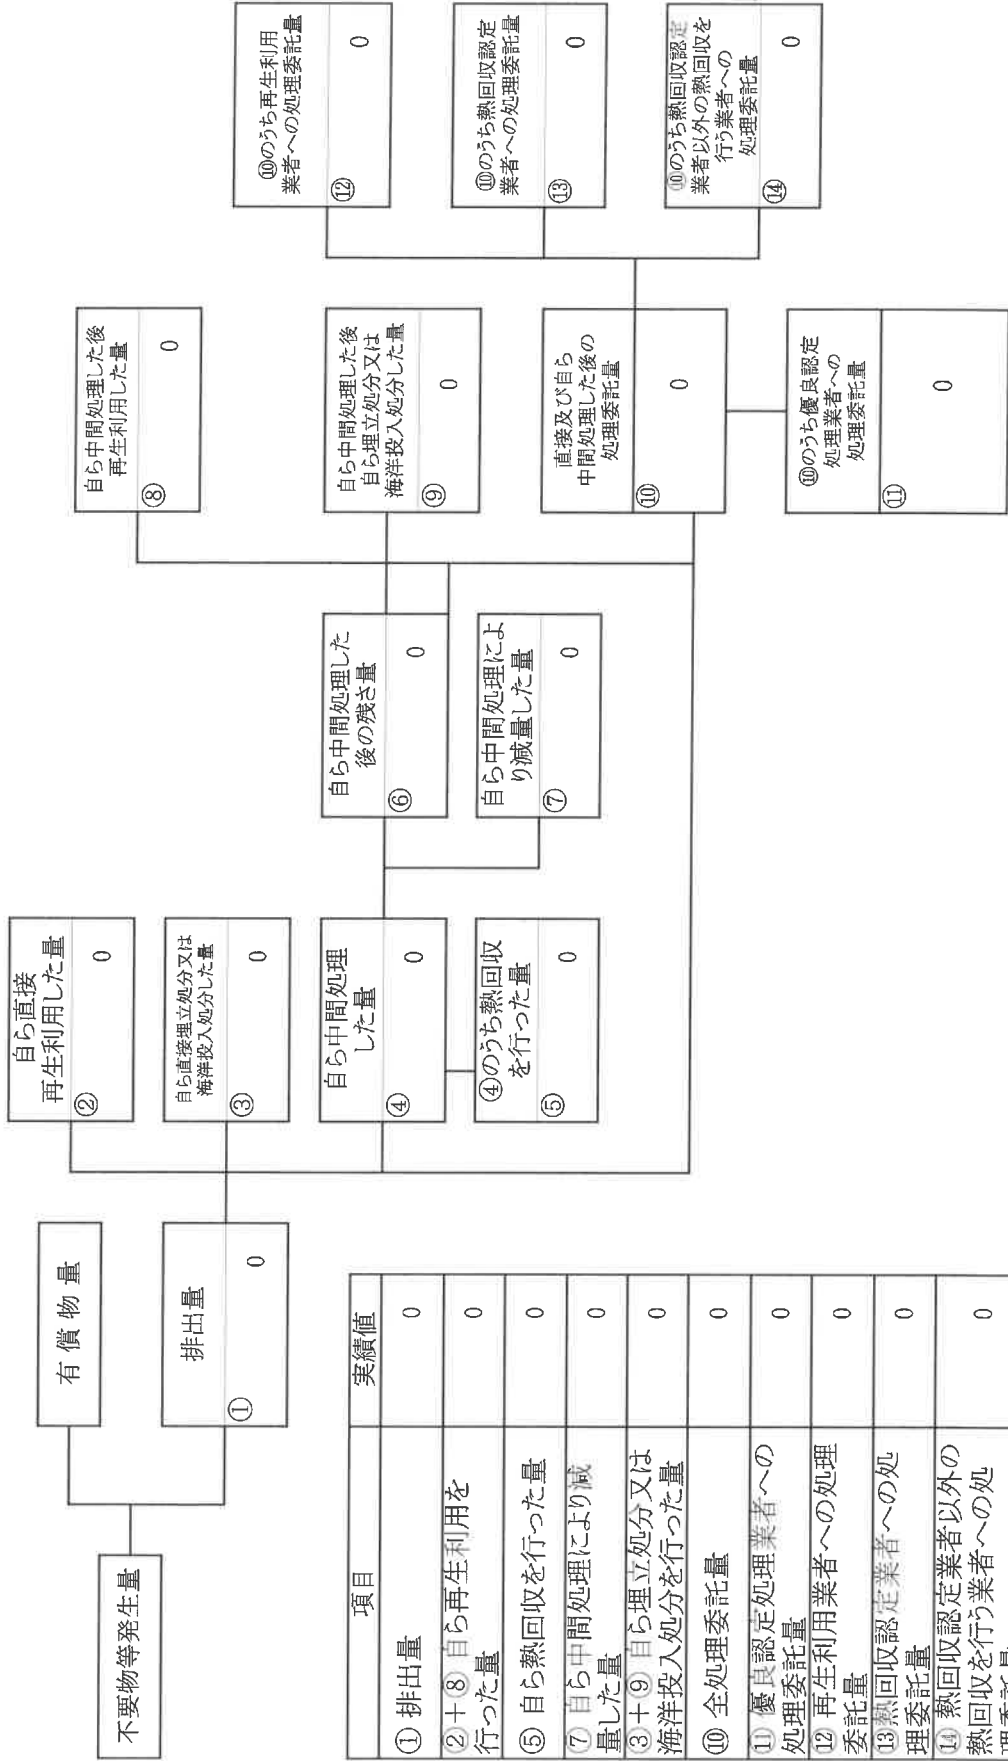 不要物等発生量
有償物量
排出量
① 0
自ら直接
再生利用した量
② 0
自ら直接埋立処分又は
海洋投入処分した量
③ 0
自ら中間処理
した量
④ 0
④のうち熱回収
を行った量
⑤ 0
自ら中間処理した
後の残さ量
⑥ 0
自ら中間処理によ
り減量した量
⑦ 0
自ら中間処理した後
再生利用した量
⑧ 0
自ら中間処理した後
自ら埋立処分又は
海洋投入処分した量
⑨ 0
直接及び自ら
中間処理した後の
処理委託量
⑩ 0
⑩のうち優良認定
処理業者への
処理委託量
⑪ 0
⑩のうち再生利用
業者への処理委託量
⑫ 0
⑩のうち熱回収認定
業者への処理委託量
⑬ 0
⑩のうち熱回収認定
業者以外の熱回収を
行う業者への
処理委託量
⑭ 0
項目 実績値
① 排出量 0
②+⑧ 自ら再生利用を
行った量 0
⑤ 自ら熱回収を行った量 0
⑦ 自ら中間処理により減
量した量 0
③+⑨ 自ら埋立処分又は
海洋投入処分を行った量 0
⑩ 全処理委託量 0
⑪ 優良認定処理業者への
処理委託量 0
⑫ 再生利用業者への処理
委託量 0
⑬熱回収認定業者への処
理委託量 0
⑭ 熱回収認定業者以外の
熱回収を行う業者への処 0
理委託量